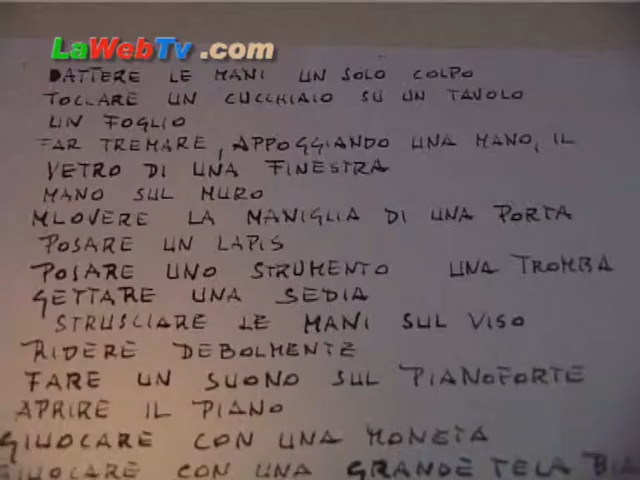 LaWebTv.com
BATTERE LE MANI UN SOLO COLPO
TOCCARE UN CUCCHIAIO SU UN TAVOLO
UN FOGLIO
FAR TREMARE, APPOGGIANDO UNA MANO, IL
VETRO DI UNA FINESTRA
MANO SUL MURO
MUOVERE LA MANIGLIA DI UNA PORTA
POSARE UN LAPIS
POSARE UNO STRUMENTO UNA TROMBA
GETTARE UNA SEDIA
STRUSCIARE LE MANI SUL VISO
RIDERE DEBOLMENTE
FARE UN SUONO SUL PIANOFORTE
APRIRE IL PIANO
GIUOCARE CON UNA MONETA
GIUOCARE CON UNA GRANDE TELA